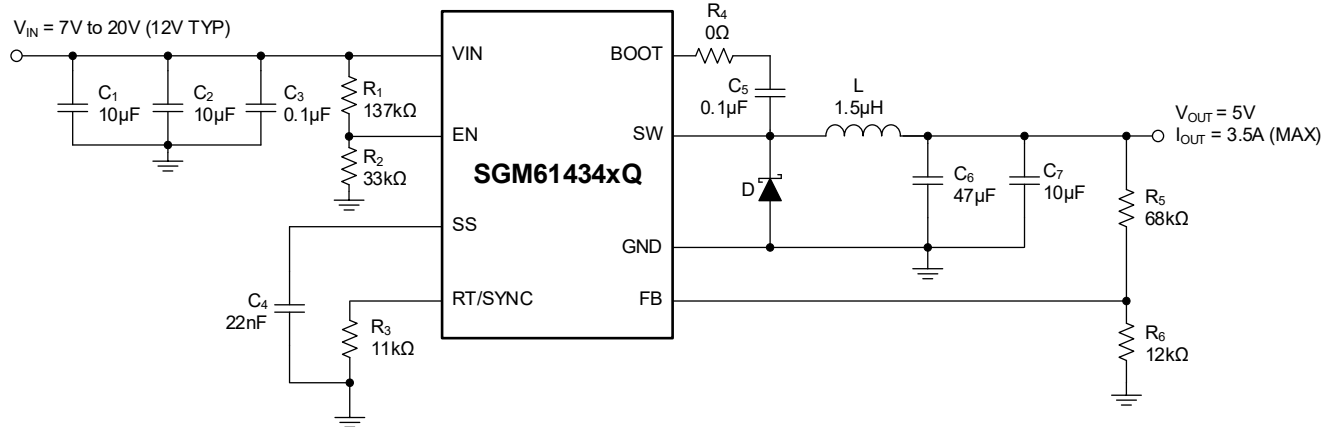 V_IN = 7V to 20V (12V TYP)
C1
10µF
C2
10µF
C3
0.1µF
R1
137kΩ
R2
33kΩ
VIN
EN
SS
RT/SYNC
SGM61434xQ
BOOT
SW
GND
FB
C4
22nF
R3
11kΩ
R4
0Ω
C5
0.1µF
L
1.5µH
D
C6
47µF
C7
10µF
V_OUT = 5V
I_OUT = 3.5A (MAX)
R5
68kΩ
R6
12kΩ